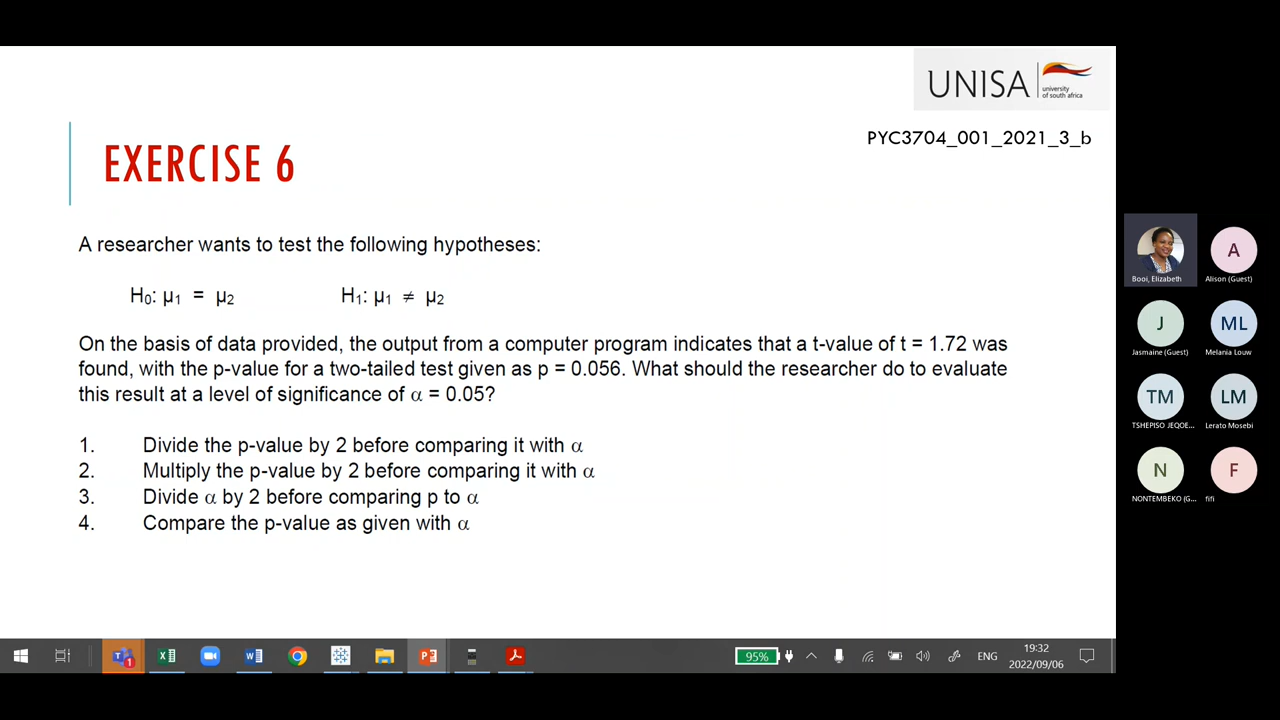 UNISA
university
of south africa
PYC3704_001_2021_3_b
EXERCISE 6
A researcher wants to test the following hypotheses:
H₀: µ₁ = µ₂ H₁: µ₁ ≠ µ₂
On the basis of data provided, the output from a computer program indicates that a t-value of t = 1.72 was
found, with the p-value for a two-tailed test given as p = 0.056. What should the researcher do to evaluate
this result at a level of significance of α = 0.05?
1. Divide the p-value by 2 before comparing it with α
2. Multiply the p-value by 2 before comparing it with α
3. Divide α by 2 before comparing p to α
4. Compare the p-value as given with α
Booi, Elizabeth
A
Alison (Guest)
J
Jasmaine (Guest)
ML
Melania Louw
TM
TSHEPISO JEQOE...
LM
Lerato Mosebi
N
NONTEMBEKO (G...
F
fifi
95%
ENG
19:32
2022/09/06